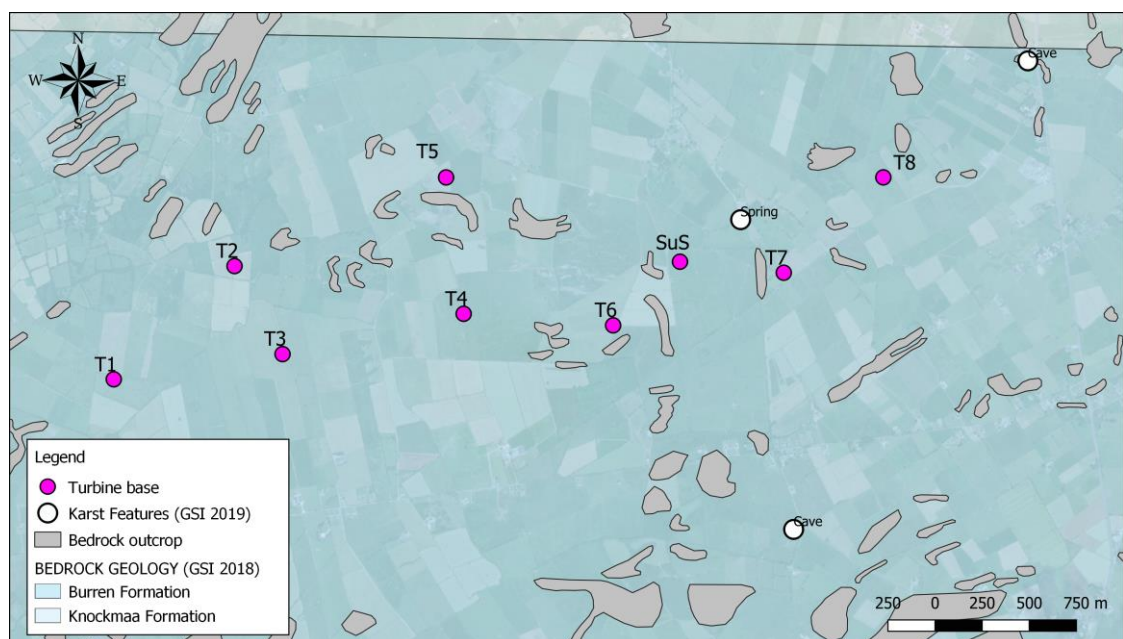 N
W E
S
Cave
T5
T8
Spring
T2
SuS
T7
T4
T6
T3
T1
Cave
Legend
Turbine base
Karst Features (GSI 2019)
Bedrock outcrop
BEDROCK GEOLOGY (GSI 2018)
Burren Formation
Knockmaa Formation
250 0 250 500 750 m